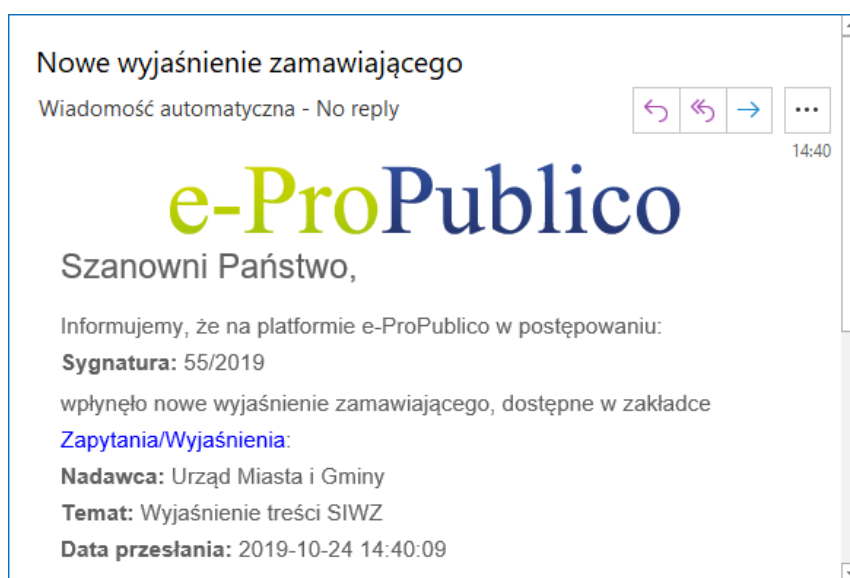 Nowe wyjaśnienie zamawiającego
Wiadomość automatyczna - No reply
14:40
e-ProPublico
Szanowni Państwo,
Informujemy, że na platformie e-ProPublico w postępowaniu:
Sygnatura: 55/2019
wpłynęło nowe wyjaśnienie zamawiającego, dostępne w zakładce
Zapytania/Wyjaśnienia:
Nadawca: Urząd Miasta i Gminy
Temat: Wyjaśnienie treści SIWZ
Data przesłania: 2019-10-24 14:40:09